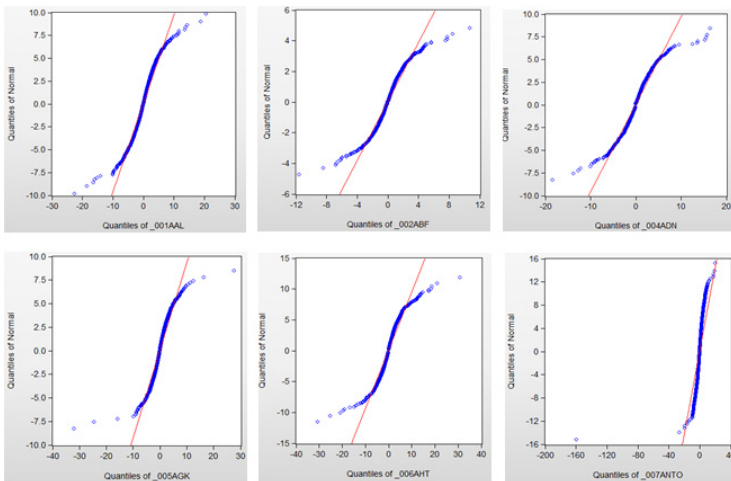 10.0
7.5
5.0
2.5
0.0
-2.5
-5.0
-7.5
-10.0
Quantiles of Normal
-30 -20 -10 0 10 20 30
Quantiles of _001AAL
6
4
2
0
-2
-4
-6
Quantiles of Normal
-12 -8 -4 0 4 8 12
Quantiles of _002ABF
10.0
7.5
5.0
2.5
0.0
-2.5
-5.0
-7.5
-10.0
Quantiles of Normal
-20 -10 0 10 20
Quantiles of _004ADN
10.0
7.5
5.0
2.5
0.0
-2.5
-5.0
-7.5
-10.0
Quantiles of Normal
-40 -30 -20 -10 0 10 20 30
Quantiles of _005AGK
15
10
5
0
-5
-10
-15
Quantiles of Normal
-40 -30 -20 -10 0 10 20 30 40
Quantiles of _006AHT
16
12
8
4
0
-4
-8
-12
-16
Quantiles of Normal
-200 -160 -120 -80 -40 0 40
Quantiles of _007ANTO